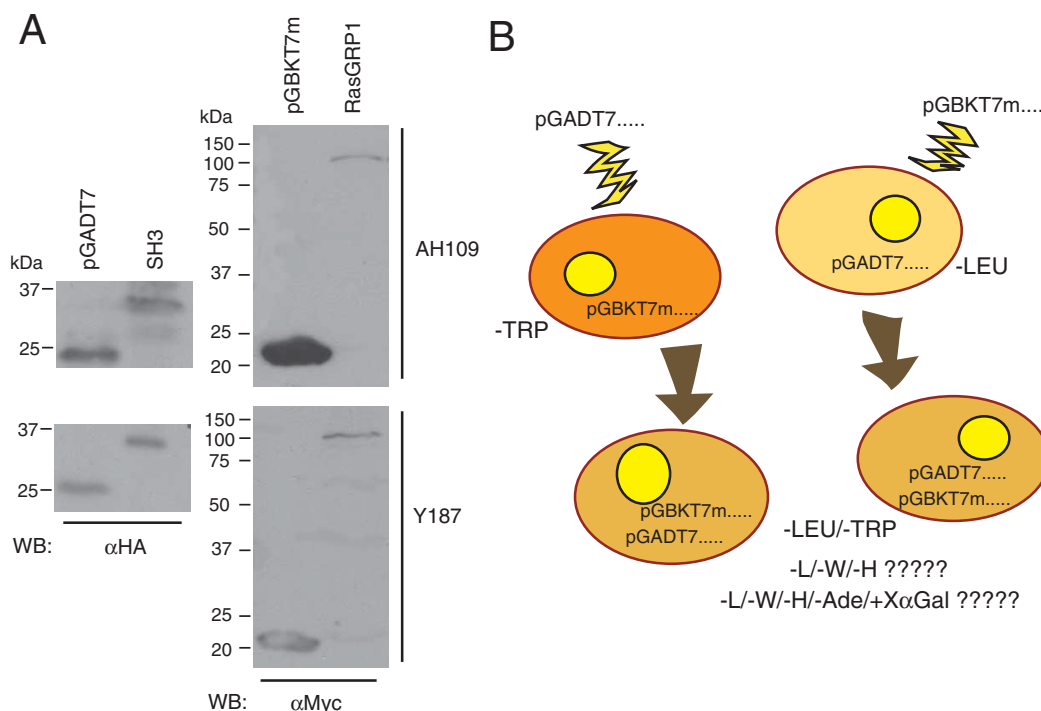 A
pGADT7
SH3
kDa
37
25
37
25
WB:
αHA
pGBKT7m
RasGRP1
kDa
150
100
75
50
37
25
20
AH109
150
100
75
50
37
25
20
Y187
WB:
αMyc
B
pGADT7.....
pGBKT7m....
pGBKT7m.....
-TRP
pGADT7.....
-LEU
pGBKT7m.....
pGADT7.....
pGADT7.....
pGBKT7m.....
-LEU/-TRP
-L/-W/-H ?????
-L/-W/-H/-Ade/+XαGal ?????